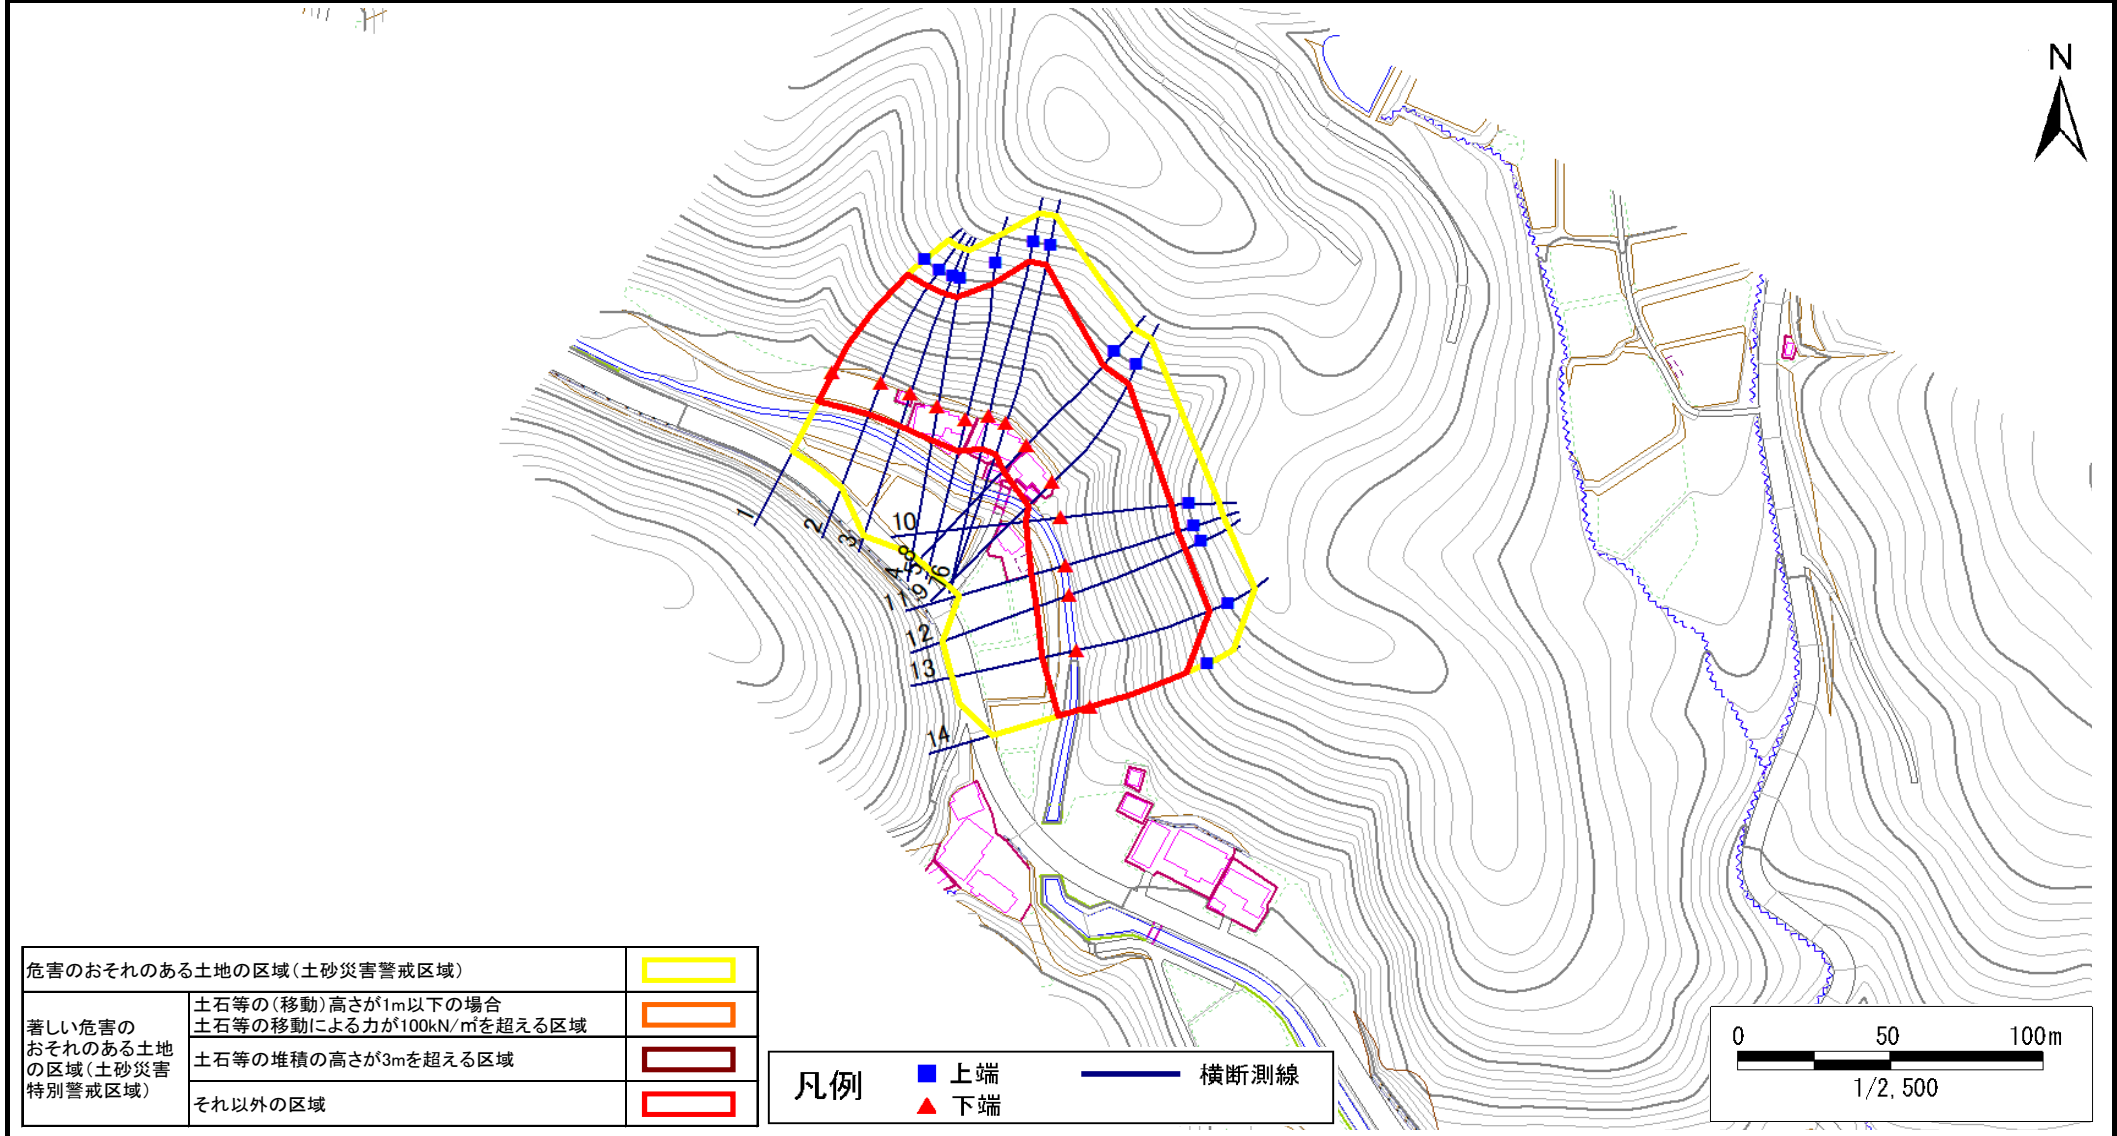 N
1
2
3
10
4
5
8
7
6
11
9
12
13
14
危害のおそれのある土地の区域(土砂災害警戒区域)
著しい危害の
おそれのある土地
の区域(土砂災害
特別警戒区域)
土石等の(移動)高さが1m以下の場合
土石等の移動による力が100kN/㎡を超える区域
土石等の堆積の高さが3mを超える区域
それ以外の区域
凡例
上端
下端
横断測線
0 50 100m
1/2,500